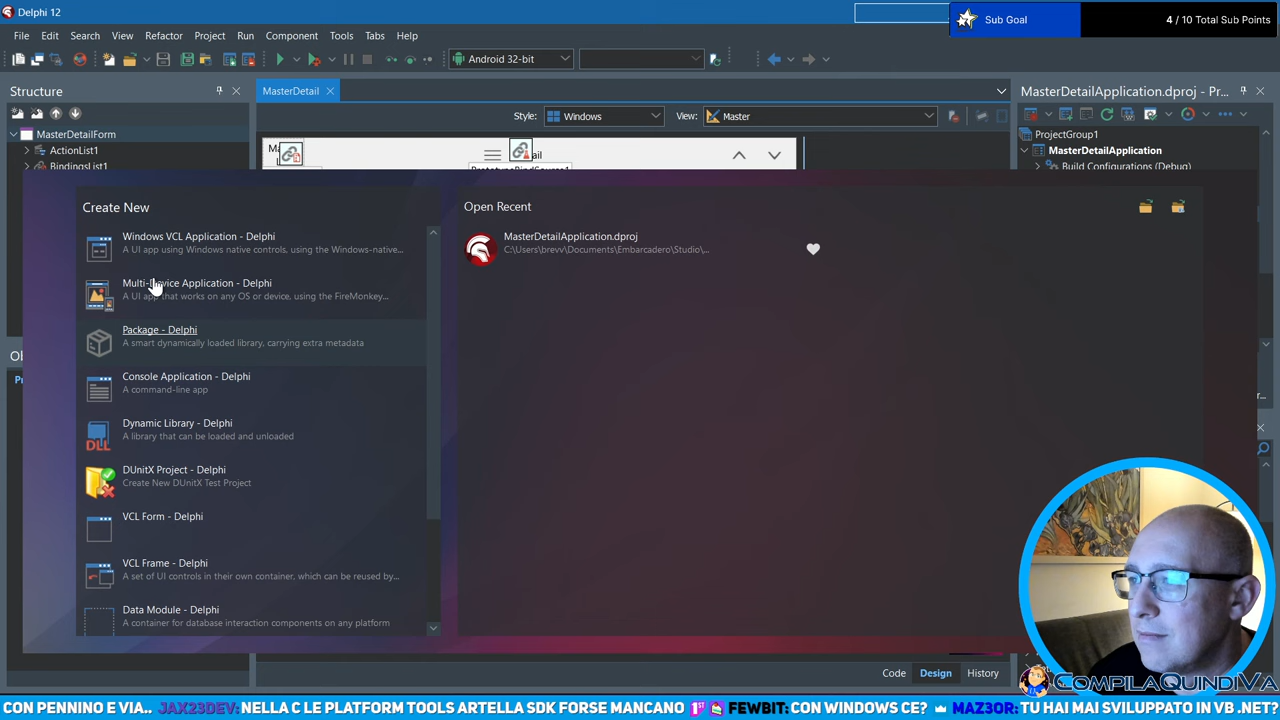 Delphi 12
Sub Goal
4 / 10 Total Sub Points
File Edit Search View Refactor Project Run Component Tools Tabs Help
Android 32-bit
Structure
MasterDetail
MasterDetailApplication.dproj - Pr...
Style: Windows
View: Master
MasterDetailForm
ActionList1
BindingsList1
PrototypeBindSource1
ProjectGroup1
MasterDetailApplication
Build Configurations (Debug)
Create New
Open Recent
Windows VCL Application - Delphi
A UI app using Windows native controls, using the Windows-native...
MasterDetailApplication.dproj
C:\Users\brevv\Documents\Embarcadero\Studio\...
Multi-Device Application - Delphi
A UI app that works on any OS or device, using the FireMonkey...
Package - Delphi
A smart dynamically loaded library, carrying extra metadata
Console Application - Delphi
A command-line app
Dynamic Library - Delphi
A library that can be loaded and unloaded
DLL
DUnitX Project - Delphi
Create New DUnitX Test Project
VCL Form - Delphi
VCL Frame - Delphi
A set of UI controls in their own container, which can be reused by...
Data Module - Delphi
A container for database interaction components on any platform
Code Design History
COMPILAQUINDIVA
CON PENNINO E VIA.. JAX23DEV: NELLA C LE PLATFORM TOOLS ARTELLA SDK FORSE MANCANO 1st FEWBIT: CON WINDOWS CE? MAZ3OR: TU HAI MAI SVILUPPATO IN VB .NET?